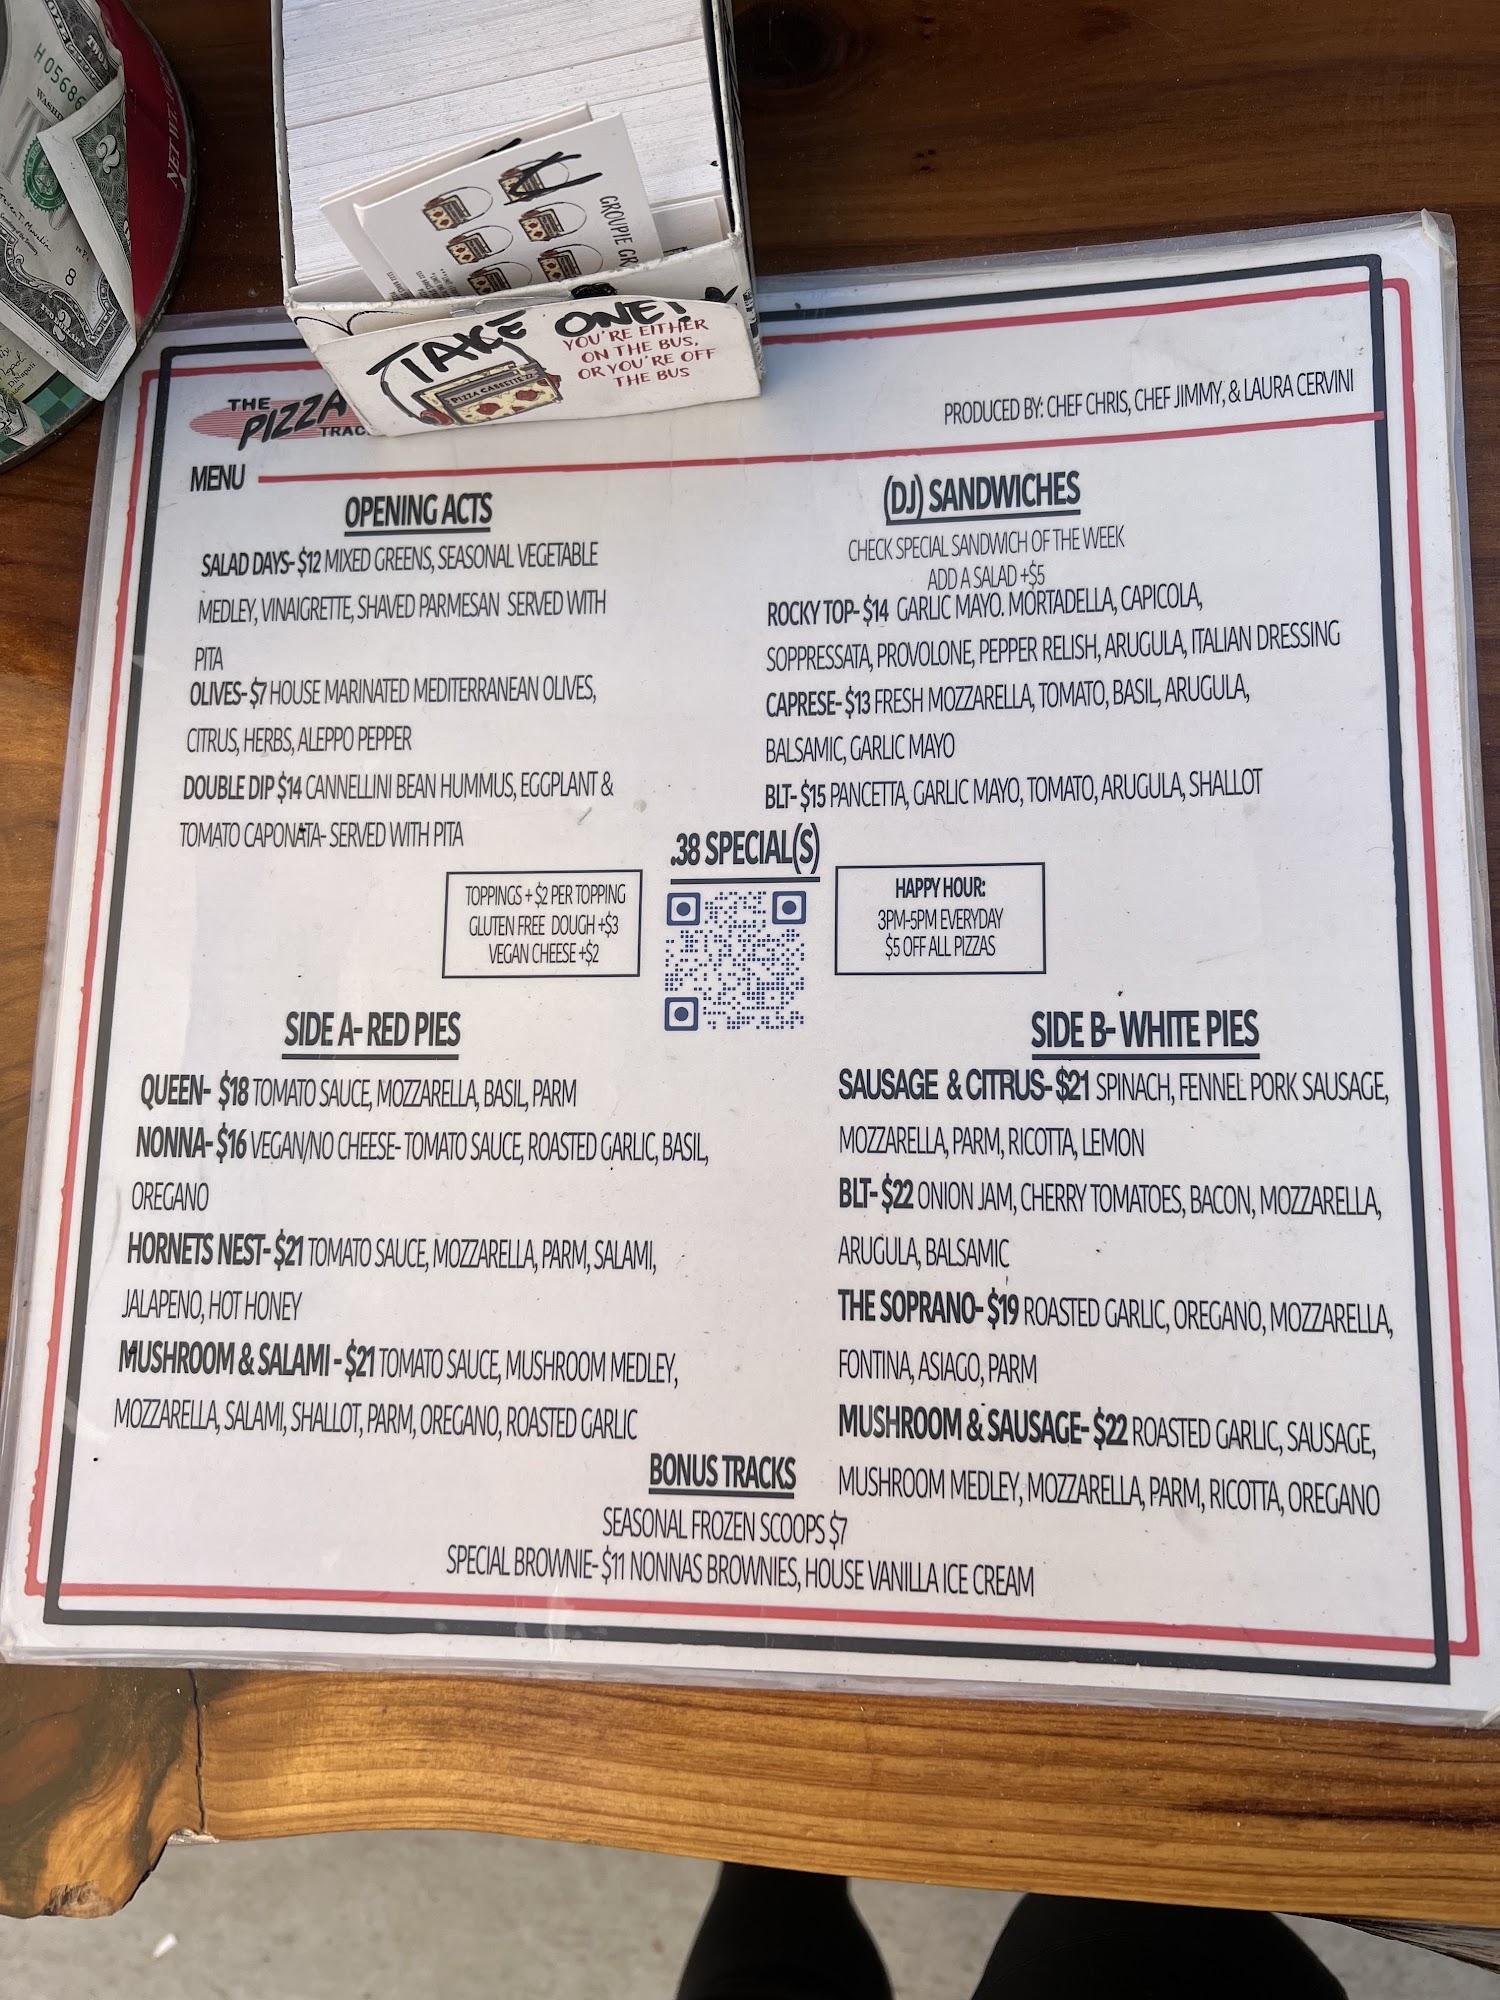 H 05686
NET WT.
8
GROUPIE GR
TAKE ONE!
YOU'RE EITHER
ON THE BUS,
OR YOU'RE OFF
THE BUS
PIZZA CASSETTE
THE
PIZZA
TRAC
PRODUCED BY: CHEF CHRIS, CHEF JIMMY, & LAURA CERVINI
MENU
OPENING ACTS
SALAD DAYS- $12 MIXED GREENS, SEASONAL VEGETABLE
MEDLEY, VINAIGRETTE, SHAVED PARMESAN SERVED WITH
PITA
OLIVES- $7 HOUSE MARINATED MEDITERRANEAN OLIVES,
CITRUS, HERBS, ALEPPO PEPPER
DOUBLE DIP $14 CANNELLINI BEAN HUMMUS, EGGPLANT &
TOMATO CAPONATA- SERVED WITH PITA
(DJ) SANDWICHES
CHECK SPECIAL SANDWICH OF THE WEEK
ADD A SALAD +$5
ROCKY TOP- $14 GARLIC MAYO. MORTADELLA, CAPICOLA,
SOPPRESSATA, PROVOLONE, PEPPER RELISH, ARUGULA, ITALIAN DRESSING
CAPRESE- $13 FRESH MOZZARELLA, TOMATO, BASIL, ARUGULA,
BALSAMIC, GARLIC MAYO
BLT- $15 PANCETTA, GARLIC MAYO, TOMATO, ARUGULA, SHALLOT
.38 SPECIAL(S)
TOPPINGS + $2 PER TOPPING
GLUTEN FREE DOUGH +$3
VEGAN CHEESE +$2
HAPPY HOUR:
3PM-5PM EVERYDAY
$5 OFF ALL PIZZAS
SIDE A- RED PIES
QUEEN- $18 TOMATO SAUCE, MOZZARELLA, BASIL, PARM
NONNA- $16 VEGAN/NO CHEESE- TOMATO SAUCE, ROASTED GARLIC, BASIL,
OREGANO
HORNETS NEST- $21 TOMATO SAUCE, MOZZARELLA, PARM, SALAMI,
JALAPENO, HOT HONEY
MUSHROOM & SALAMI - $21 TOMATO SAUCE, MUSHROOM MEDLEY,
MOZZARELLA, SALAMI, SHALLOT, PARM, OREGANO, ROASTED GARLIC
SIDE B- WHITE PIES
SAUSAGE & CITRUS- $21 SPINACH, FENNEL PORK SAUSAGE,
MOZZARELLA, PARM, RICOTTA, LEMON
BLT- $22 ONION JAM, CHERRY TOMATOES, BACON, MOZZARELLA,
ARUGULA, BALSAMIC
THE SOPRANO- $19 ROASTED GARLIC, OREGANO, MOZZARELLA,
FONTINA, ASIAGO, PARM
MUSHROOM & SAUSAGE- $22 ROASTED GARLIC, SAUSAGE,
MUSHROOM MEDLEY, MOZZARELLA, PARM, RICOTTA, OREGANO
BONUS TRACKS
SEASONAL FROZEN SCOOPS $7
SPECIAL BROWNIE- $11 NONNAS BROWNIES, HOUSE VANILLA ICE CREAM